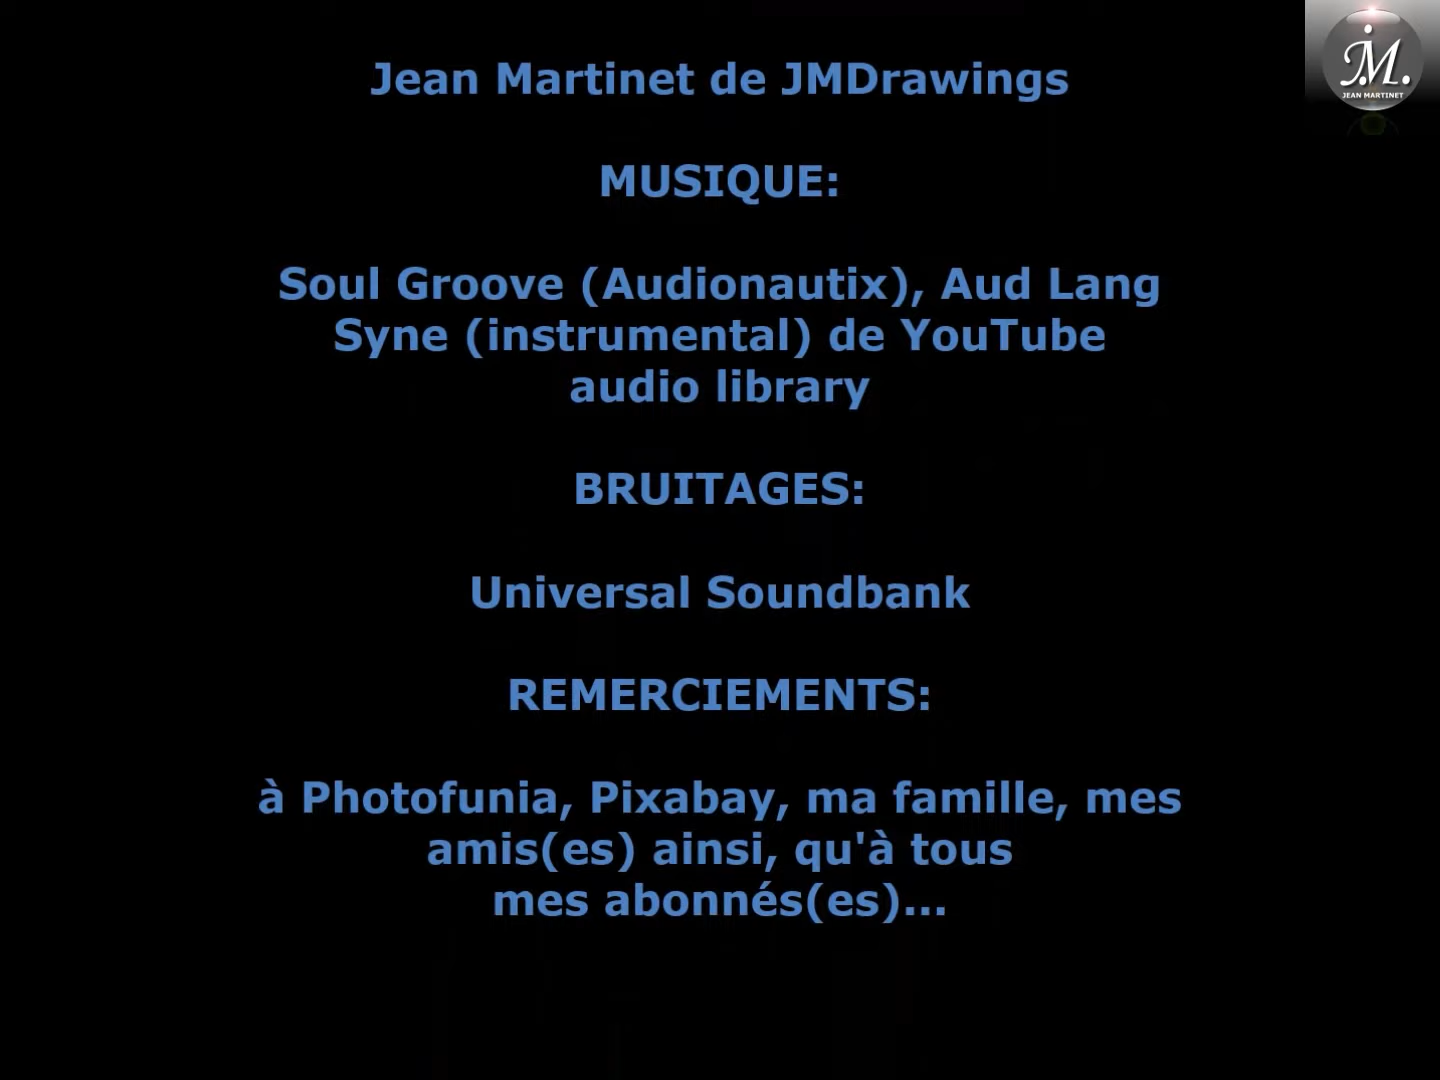 Jean Martinet de JMDrawings
MUSIQUE:
Soul Groove (Audionautix), Aud Lang
Syne (instrumental) de YouTube
audio library
BRUITAGES:
Universal Soundbank
REMERCIEMENTS:
à Photofunia, Pixabay, ma famille, mes
amis(es) ainsi, qu'à tous
mes abonnés(es)...
J.M.
JEAN MARTINET